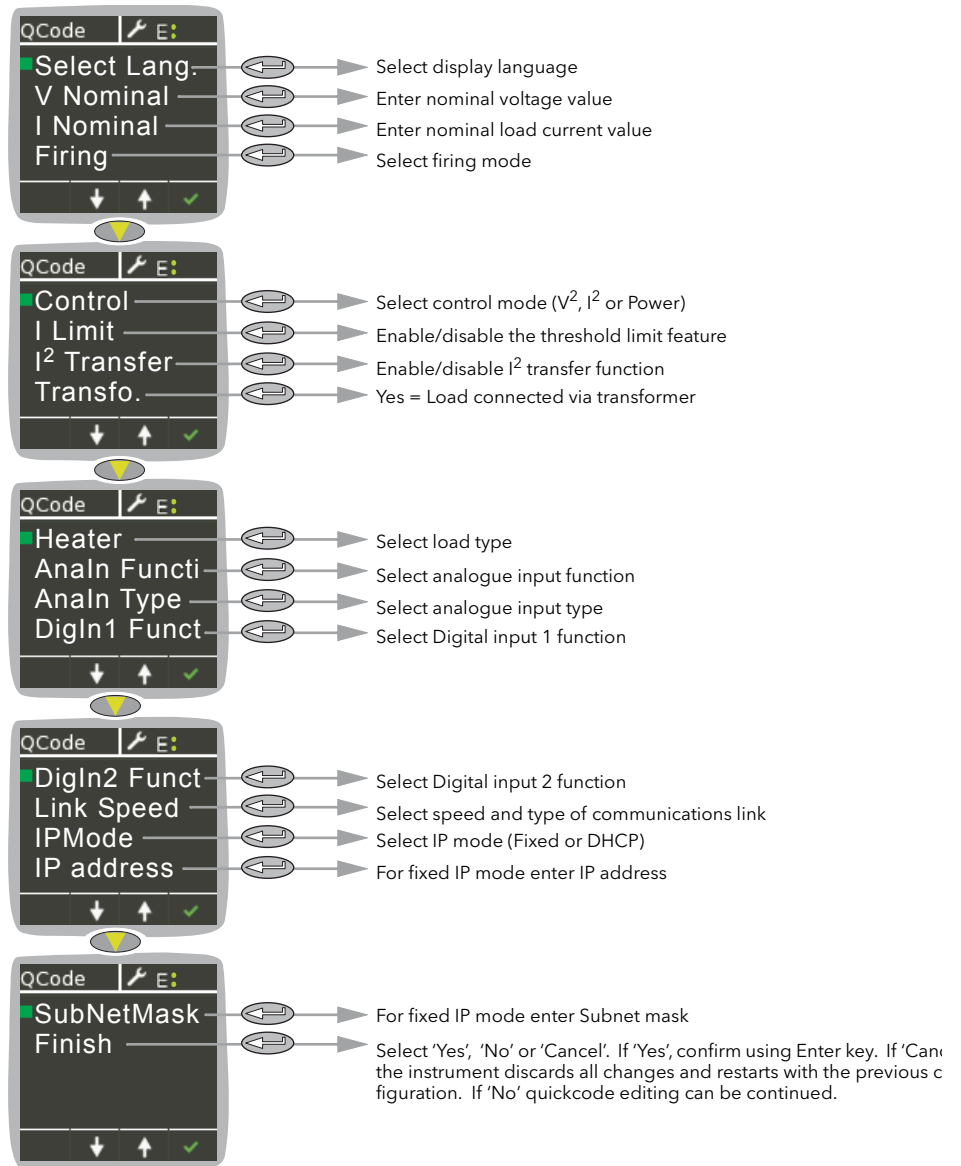 QCode E:
Select Lang. Select display language
V Nominal Enter nominal voltage value
I Nominal Enter nominal load current value
Firing Select firing mode
QCode E:
Control Select control mode (V², I² or Power)
I Limit Enable/disable the threshold limit feature
I² Transfer Enable/disable I² transfer function
Transfo. Yes = Load connected via transformer
QCode E:
Heater Select load type
AnaIn Functi Select analogue input function
AnaIn Type Select analogue input type
DigIn1 Funct Select Digital input 1 function
QCode E:
DigIn2 Funct Select Digital input 2 function
Link Speed Select speed and type of communications link
IPMode Select IP mode (Fixed or DHCP)
IP address For fixed IP mode enter IP address
QCode E:
SubNetMask For fixed IP mode enter Subnet mask
Finish Select ‘Yes’, ‘No’ or ‘Cancel’. If ‘Yes’, confirm using Enter key. If
the instrument discards all changes and restarts with the previous
figuration. If ‘No’ quickcode editing can be continued.